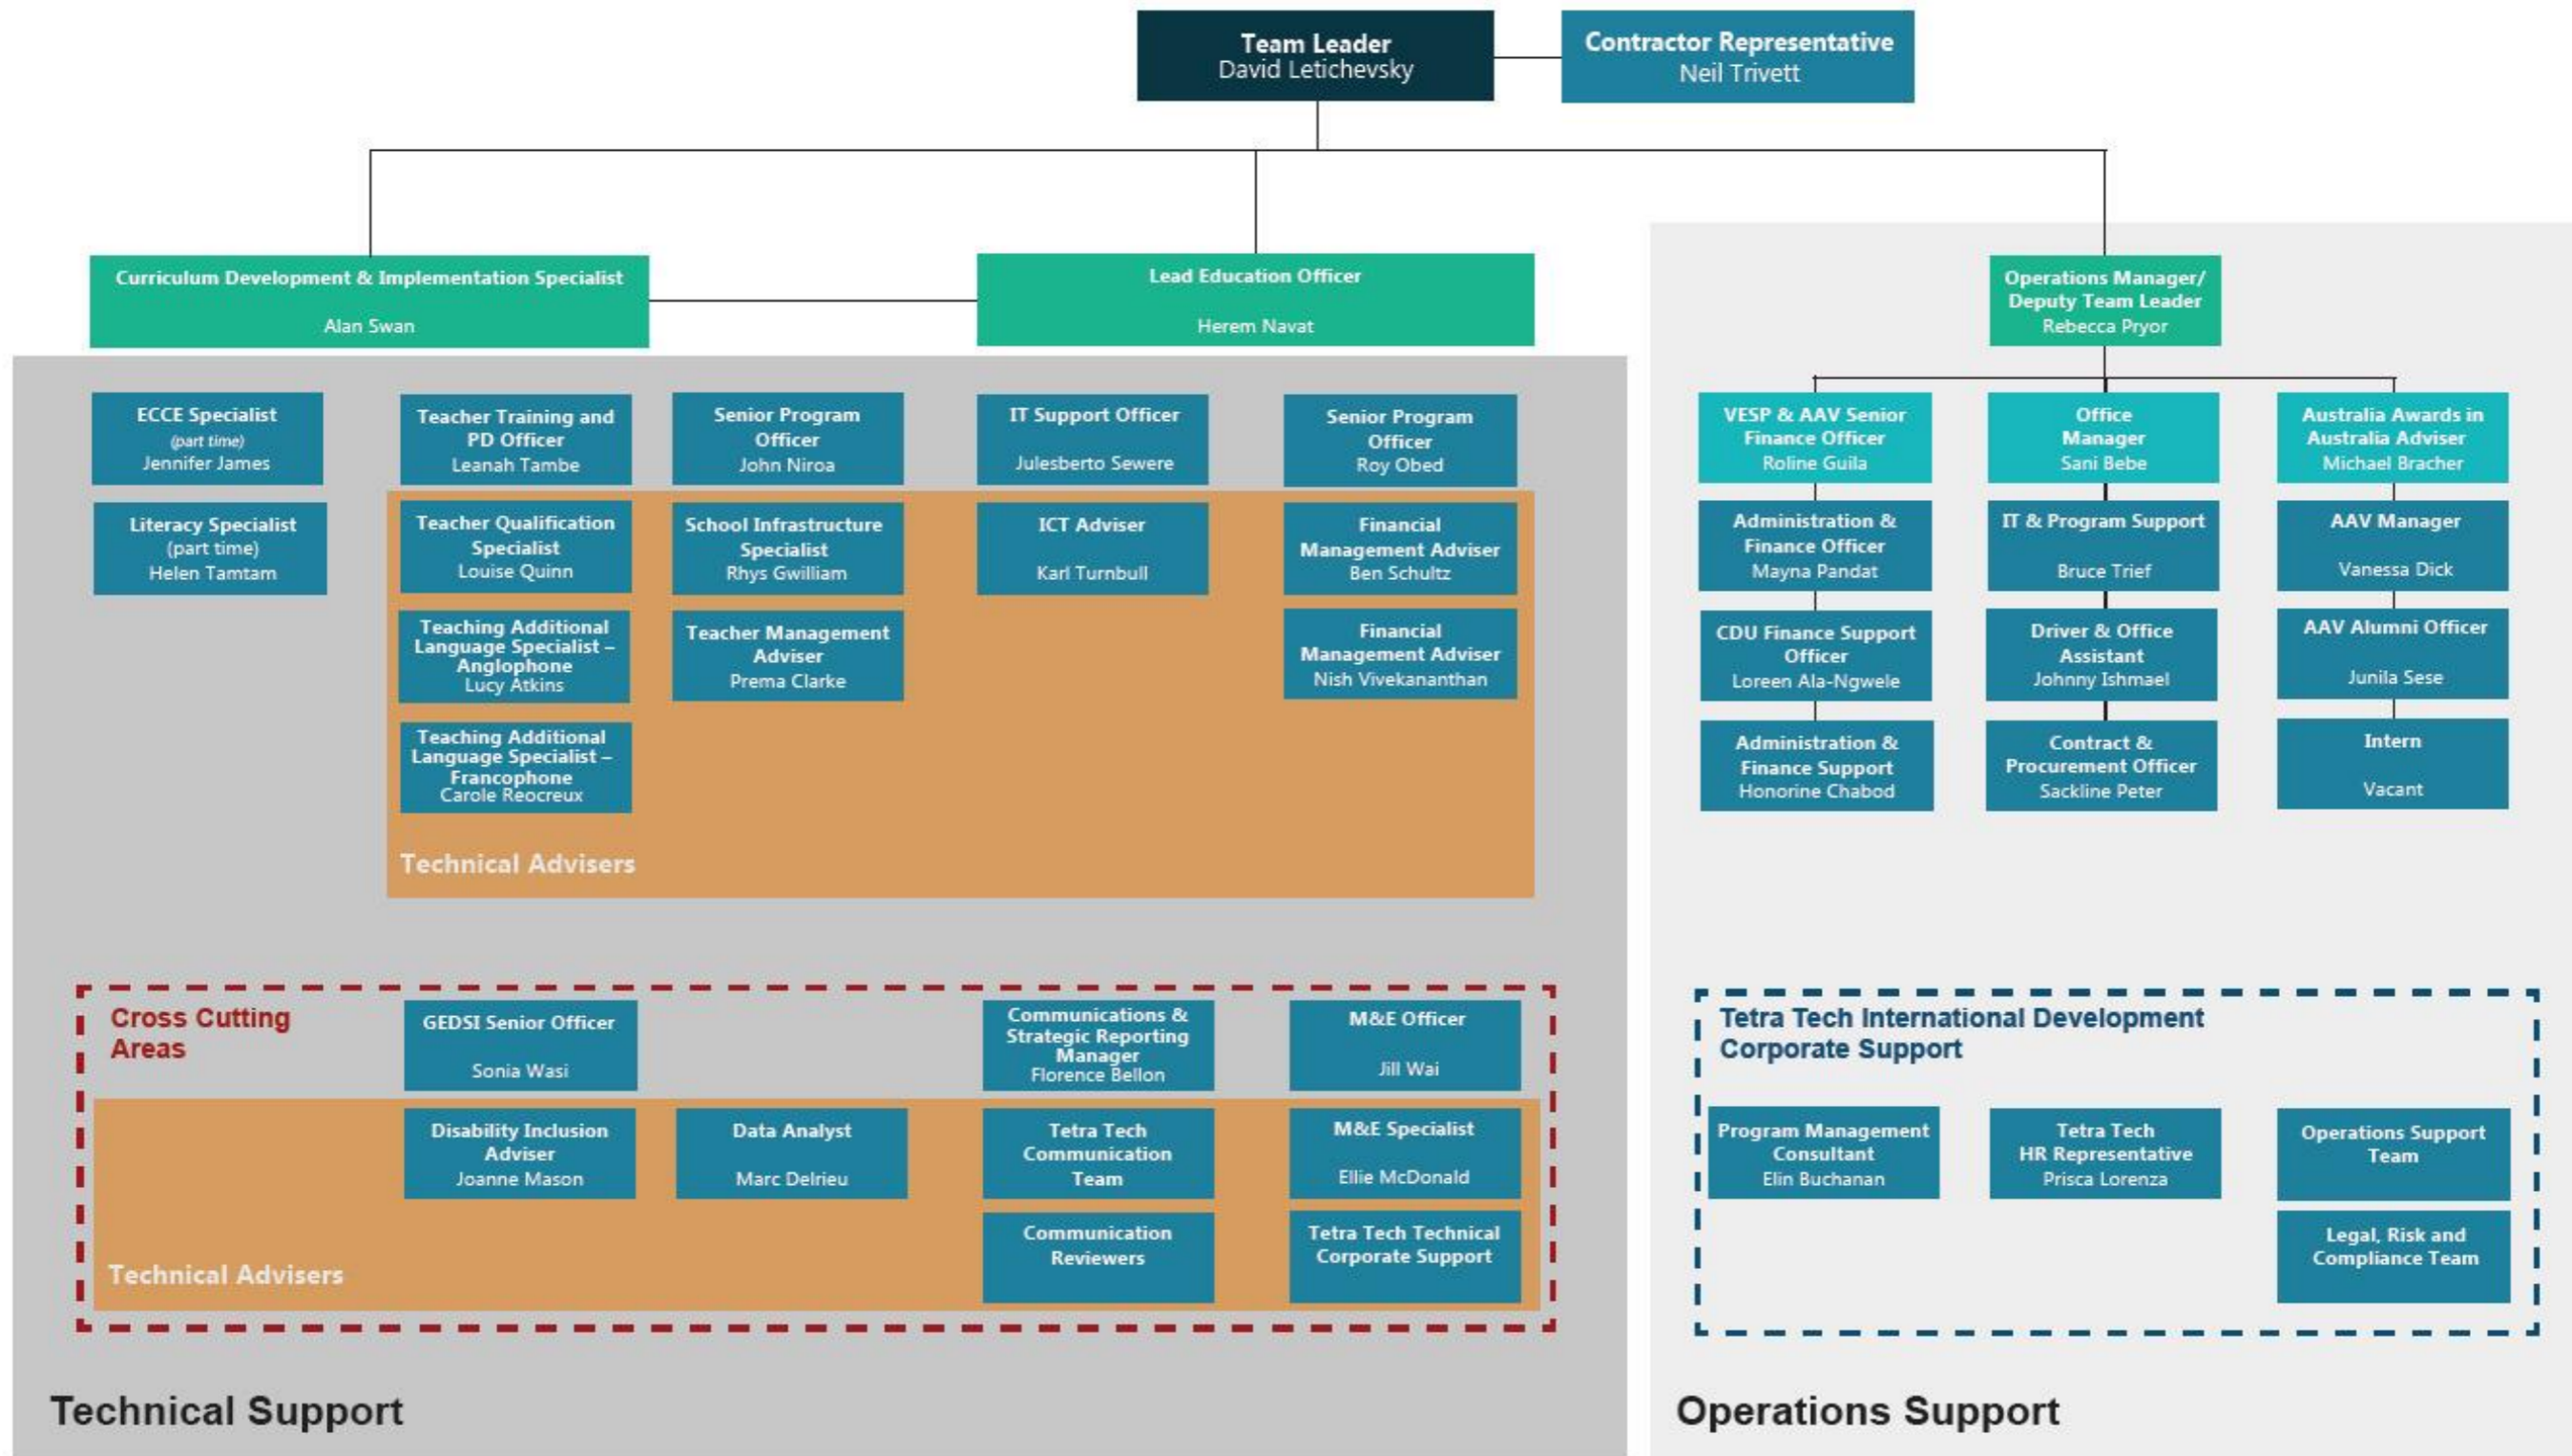 Team Leader
David Letichevsky
Contractor Representative
Neil Trivett
Curriculum Development & Implementation Specialist
Alan Swan
Lead Education Officer
Herem Navat
Operations Manager/
Deputy Team Leader
Rebecca Pryor
ECCE Specialist
(part time)
Jennifer James
Teacher Training and
PD Officer
Leanah Tambe
Senior Program
Officer
John Niroa
IT Support Officer
Julesberto Sewere
Senior Program
Officer
Roy Obed
Literacy Specialist
(part time)
Helen Tamtam
Teacher Qualification
Specialist
Louise Quinn
School Infrastructure
Specialist
Rhys Gwilliam
ICT Adviser
Karl Turnbull
Financial
Management Adviser
Ben Schultz
Teaching Additional
Language Specialist –
Anglophone
Lucy Atkins
Teacher Management
Adviser
Prema Clarke
Financial
Management Adviser
Nish Vivekananthan
Teaching Additional
Language Specialist –
Francophone
Carole Reocreux
Technical Advisers
Cross Cutting
Areas
GEDSI Senior Officer
Sonia Wasi
Communications &
Strategic Reporting
Manager
Florence Bellon
M&E Officer
Jill Wai
Disability Inclusion
Adviser
Joanne Mason
Data Analyst
Marc Delrieu
Tetra Tech
Communication
Team
M&E Specialist
Ellie McDonald
Communication
Reviewers
Tetra Tech Technical
Corporate Support
Technical Advisers
Technical Support
VESP & AAV Senior
Finance Officer
Roline Guila
Office
Manager
Sani Bebe
Australia Awards in
Australia Adviser
Michael Bracher
Administration &
Finance Officer
Mayna Pandat
IT & Program Support
Bruce Trief
AAV Manager
Vanessa Dick
CDU Finance Support
Officer
Loreen Ala-Ngwele
Driver & Office
Assistant
Johnny Ishmael
AAV Alumni Officer
Junila Sese
Administration &
Finance Support
Honorine Chabod
Contract &
Procurement Officer
Sackline Peter
Intern
Vacant
Tetra Tech International Development
Corporate Support
Program Management
Consultant
Elin Buchanan
Tetra Tech
HR Representative
Prisca Lorenza
Operations Support
Team
Legal, Risk and
Compliance Team
Operations Support